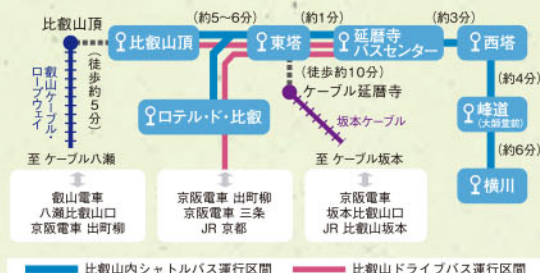 比叡山頂
(約5~6分)
(約1分)
(約3分)
比叡山頂
東塔
延暦寺
バスセンター
西塔
(徒歩約5分)
叡山ケーブル・
ロープウェイ
(徒歩約10分)
ケーブル延暦寺
(約4分)
ロテル・ド・比叡
坂本ケーブル
峰道
(大師堂前)
(約6分)
横川
至 ケーブル八瀬
至 ケーブル坂本
叡山電車
八瀬比叡山口
京阪電車 出町柳
京阪電車 出町柳
京阪電車 三条
JR 京都
京阪電車
坂本比叡山口
JR 比叡山坂本
比叡山内シャトルバス運行区間
比叡山ドライブバス運行区間